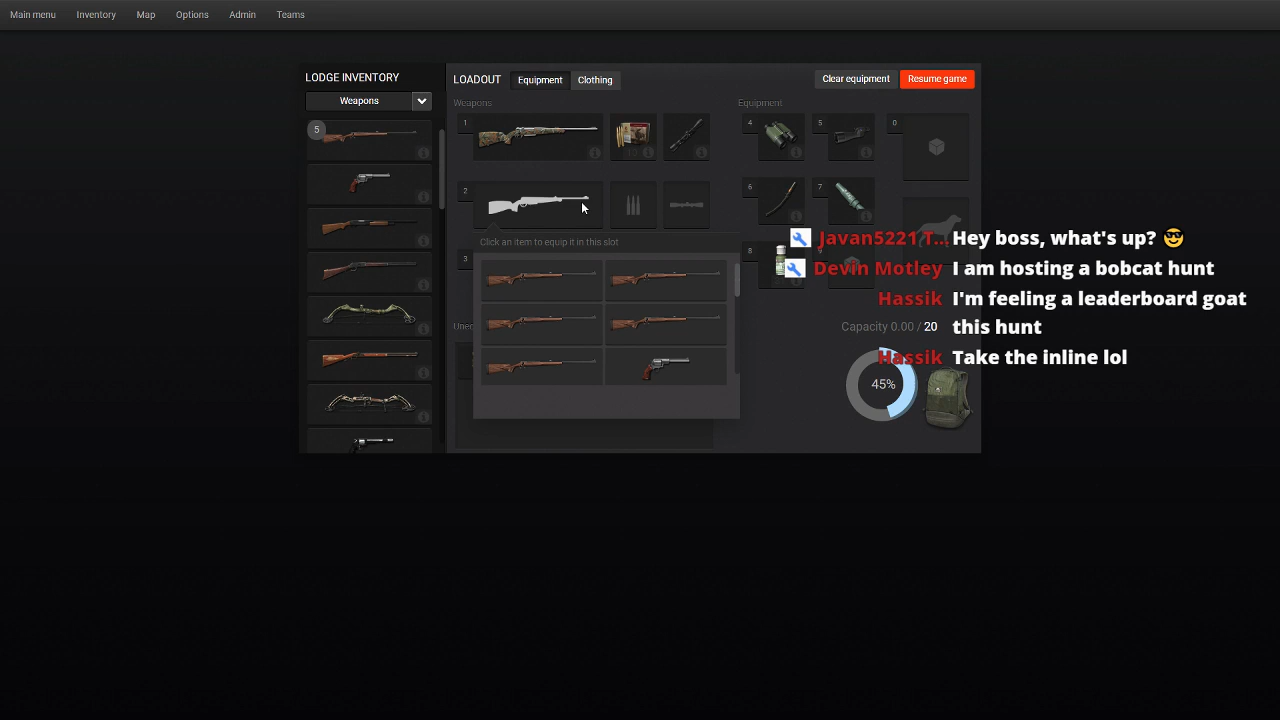 Main menu Inventory Map Options Admin Teams
LODGE INVENTORY
Weapons
5
LOADOUT Equipment Clothing Clear equipment Resume game
Weapons
Equipment
1
4
5
0
2
6
7
Click an item to equip it in this slot
3
8
Javan5221 T... Hey boss, what's up? 😎
Devin Motley I am hosting a bobcat hunt
Hassik I'm feeling a leaderboard goat
this hunt
Hassik Take the inline lol
Capacity 0.00 / 20
45%